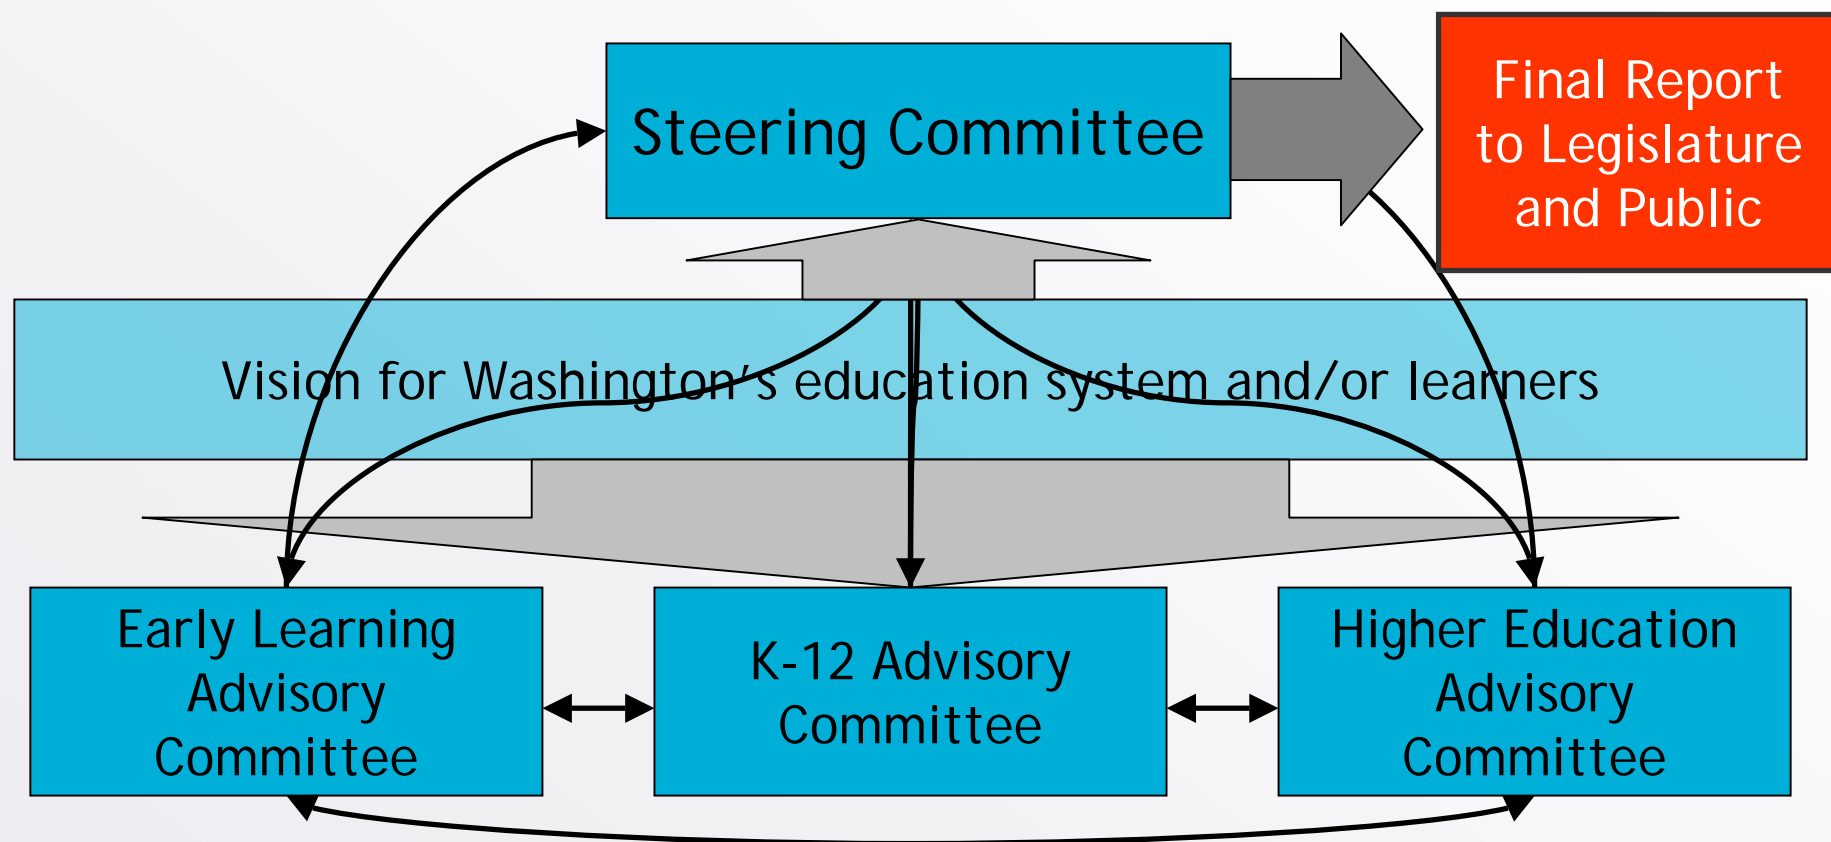 Steering Committee
Final Report
to Legislature
and Public
Vision for Washington's education system and/or learners
Early Learning
Advisory
Committee
K-12 Advisory
Committee
Higher Education
Advisory
Committee